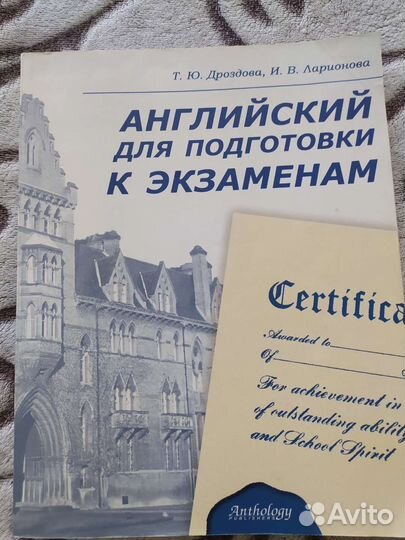 Т. Ю. Дроздова, И. В. Ларионова
АНГЛИЙСКИЙ
ДЛЯ ПОДГОТОВКИ
К ЭКЗАМЕНАМ
Certifica
Awarded to
Of
For achievement in
of outstanding ability
and School Spirit
Anthology
PUBLISHERS
Avito